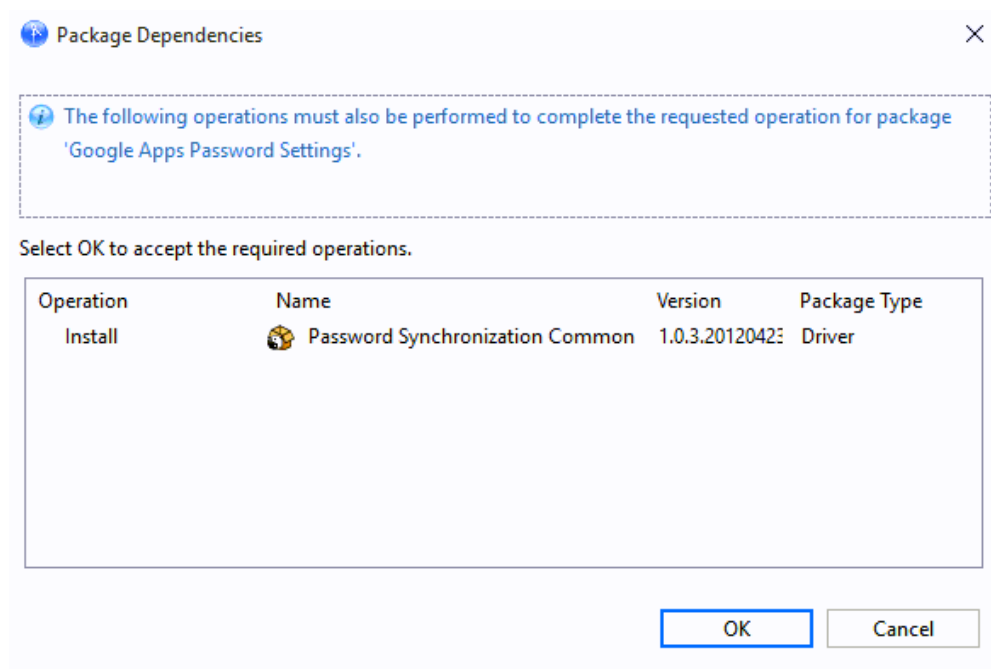 Package Dependencies
The following operations must also be performed to complete the requested operation for package
'Google Apps Password Settings'.
Select OK to accept the required operations.
Operation Name Version Package Type
Install Password Synchronization Common 1.0.3.20120423 Driver
OK Cancel